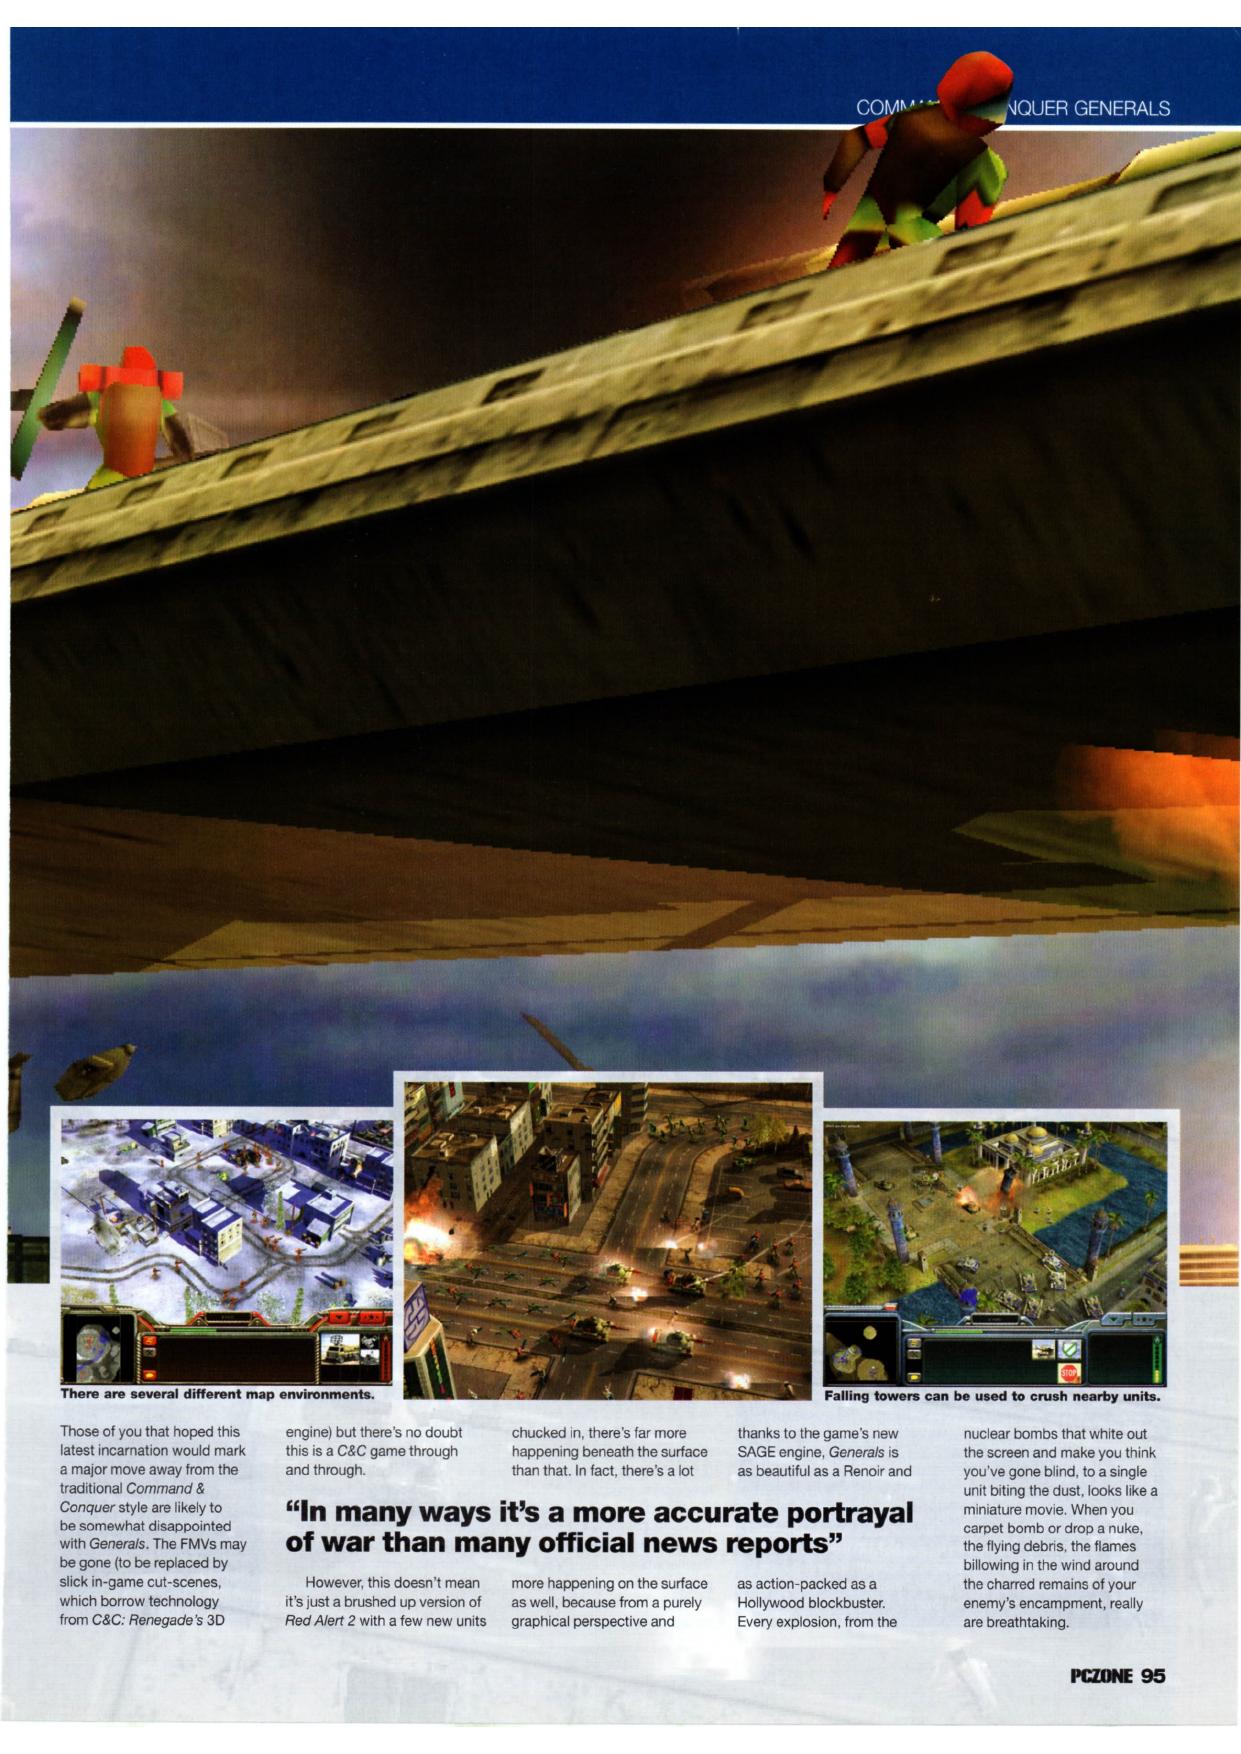 COMMA NQUER GENERALS
There are several different map environments.
Falling towers can be used to crush nearby units.
STOP
Those of you that hoped this
latest incarnation would mark
a major move away from the
traditional Command &
Conquer style are likely to
be somewhat disappointed
with Generals. The FMVs may
be gone (to be replaced by
slick in-game cut-scenes,
which borrow technology
from C&C: Renegade's 3D
engine) but there's no doubt
this is a C&C game through
and through.
"In many ways it's a more accurate portrayal
of war than many official news reports"
However, this doesn't mean
it's just a brushed up version of
Red Alert 2 with a few new units
chucked in, there's far more
happening beneath the surface
than that. In fact, there's a lot
more happening on the surface
as well, because from a purely
graphical perspective and
thanks to the game's new
SAGE engine, Generals is
as beautiful as a Renoir and
as action-packed as a
Hollywood blockbuster.
Every explosion, from the
nuclear bombs that white out
the screen and make you think
you've gone blind, to a single
unit biting the dust, looks like a
miniature movie. When you
carpet bomb or drop a nuke,
the flying debris, the flames
billowing in the wind around
the charred remains of your
enemy's encampment, really
are breathtaking.
PCZONE 95